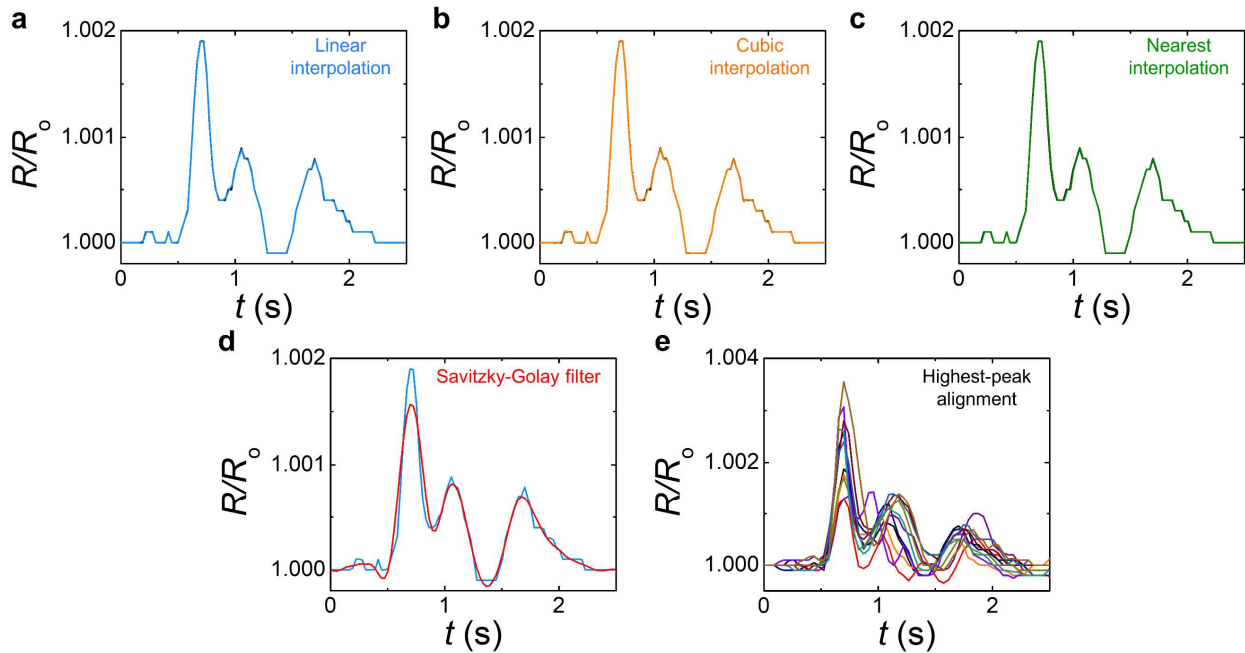 a
Linear
interpolation
1.002
1.001
1.000
R/Ro
0
1
2
t (s)
b
Cubic
interpolation
1.002
1.001
1.000
R/Ro
0
1
2
t (s)
c
Nearest
interpolation
1.002
1.001
1.000
R/Ro
0
1
2
t (s)
d
Savitzky-Golay filter
1.002
1.001
1.000
R/Ro
0
1
2
t (s)
e
Highest-peak
alignment
1.004
1.002
1.000
R/Ro
0
1
2
t (s)